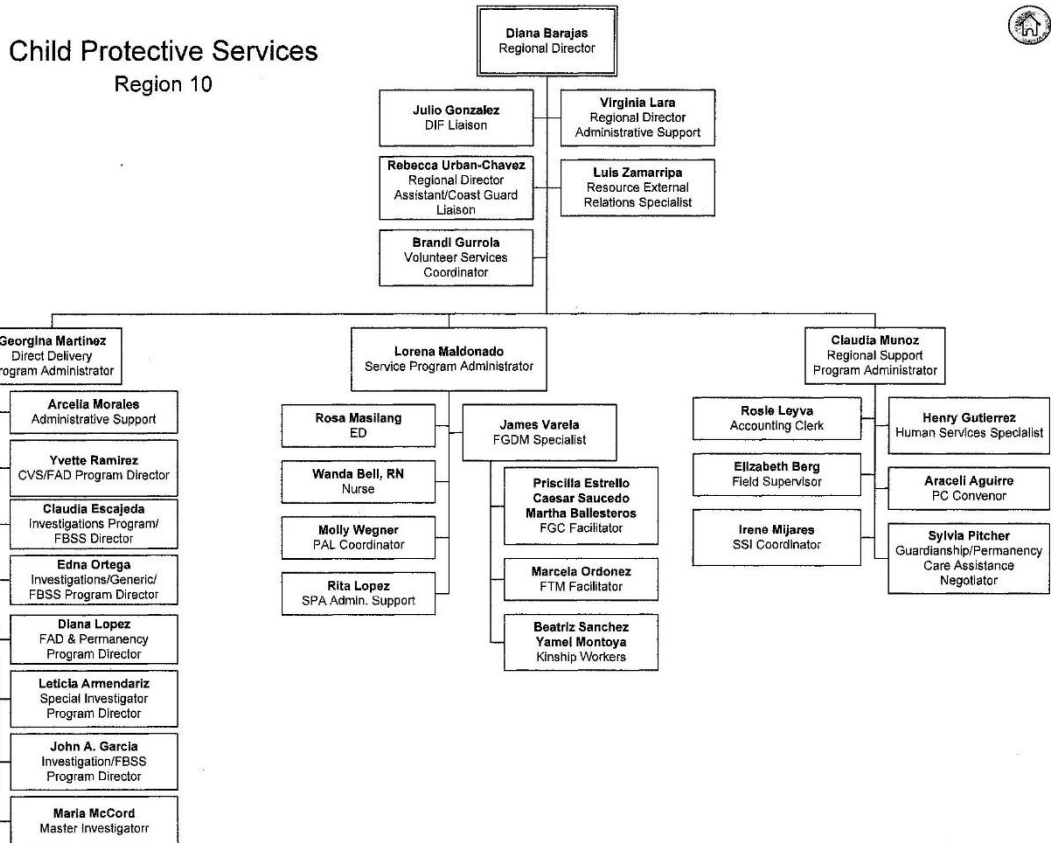 Child Protective Services
Region 10
Diana Barajas
Regional Director
Julio Gonzalez
DIF Liaison
Virginia Lara
Regional Director
Administrative Support
Rebecca Urban-Chavez
Regional Director
Assistant/Coast Guard
Liaison
Luis Zamarripa
Resource External
Relations Specialist
Brandi Gurrola
Volunteer Services
Coordinator
Georgina Martinez
Direct Delivery
rogram Administrator
Arcelia Morales
Administrative Support
Yvette Ramirez
CVS/FAD Program Director
Claudia Escajeda
Investigations Program/
FBSS Director
Edna Ortega
Investigations/Generic/
FBSS Program Director
Diana Lopez
FAD & Permanency
Program Director
Leticia Armendariz
Special Investigator
Program Director
John A. Garcia
Investigation/FBSS
Program Director
Maria McCord
Master Investigatorr
Lorena Maldonado
Service Program Administrator
Rosa Masilang
ED
Wanda Bell, RN
Nurse
Molly Wegner
PAL Coordinator
Rita Lopez
SPA Admin. Support
James Varela
FGDM Specialist
Priscilla Estrello
Caesar Saucedo
Martha Ballesteros
FGC Facilitator
Marcela Ordonez
FTM Facilitator
Beatriz Sanchez
Yamel Montoya
Kinship Workers
Claudia Munoz
Regional Support
Program Administrator
Rosie Leyva
Accounting Clerk
Elizabeth Berg
Field Supervisor
Irene Mijares
SSI Coordinator
Henry Gutierrez
Human Services Specialist
Araceli Aguirre
PC Convenor
Sylvia Pitcher
Guardianship/Permanency
Care Assistance
Negotiator